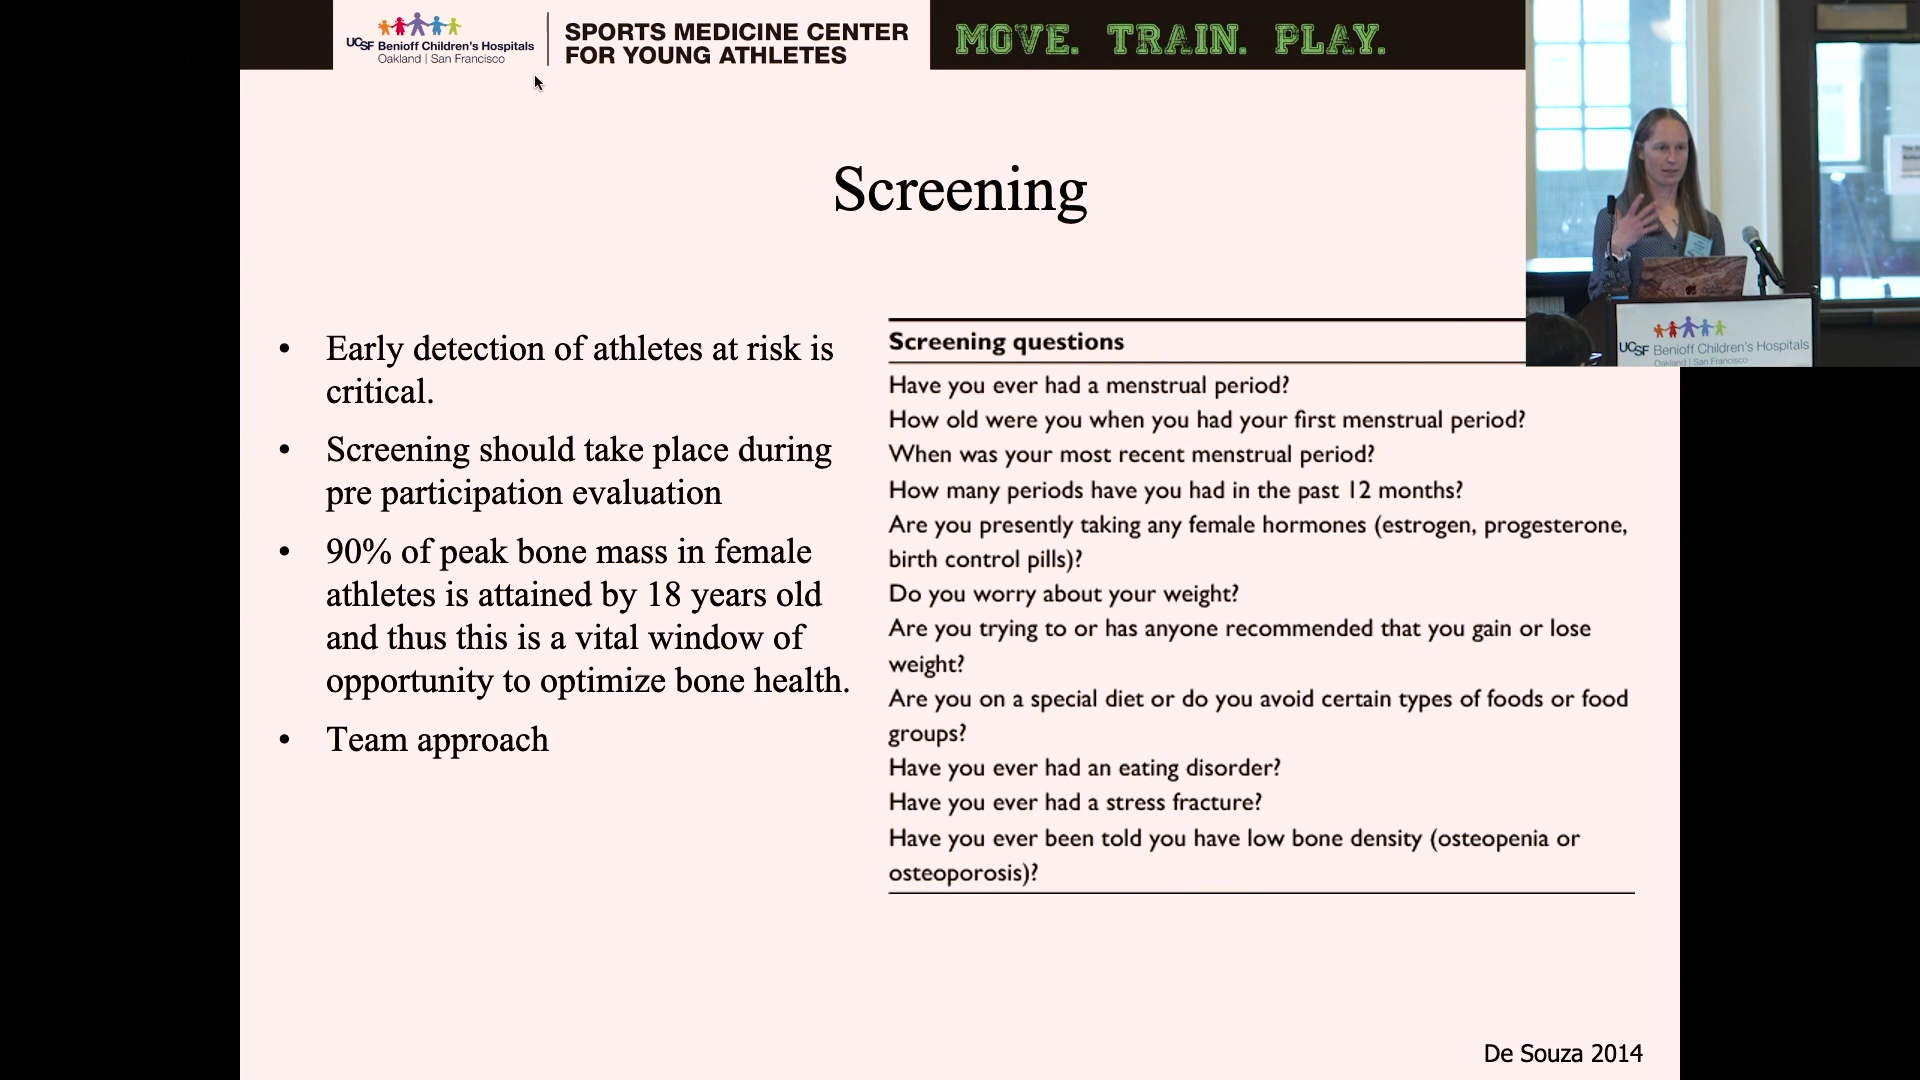 UCSF Benioff Children's Hospitals
Oakland | San Francisco
SPORTS MEDICINE CENTER
FOR YOUNG ATHLETES
MOVE. TRAIN. PLAY.
Screening
• Early detection of athletes at risk is
critical.
• Screening should take place during
pre participation evaluation
• 90% of peak bone mass in female
athletes is attained by 18 years old
and thus this is a vital window of
opportunity to optimize bone health.
• Team approach
Screening questions
Have you ever had a menstrual period?
How old were you when you had your first menstrual period?
When was your most recent menstrual period?
How many periods have you had in the past 12 months?
Are you presently taking any female hormones (estrogen, progesterone,
birth control pills)?
Do you worry about your weight?
Are you trying to or has anyone recommended that you gain or lose
weight?
Are you on a special diet or do you avoid certain types of foods or food
groups?
Have you ever had an eating disorder?
Have you ever had a stress fracture?
Have you ever been told you have low bone density (osteopenia or
osteoporosis)?
De Souza 2014
UCSF Benioff Children's Hospitals
Oakland | San Francisco